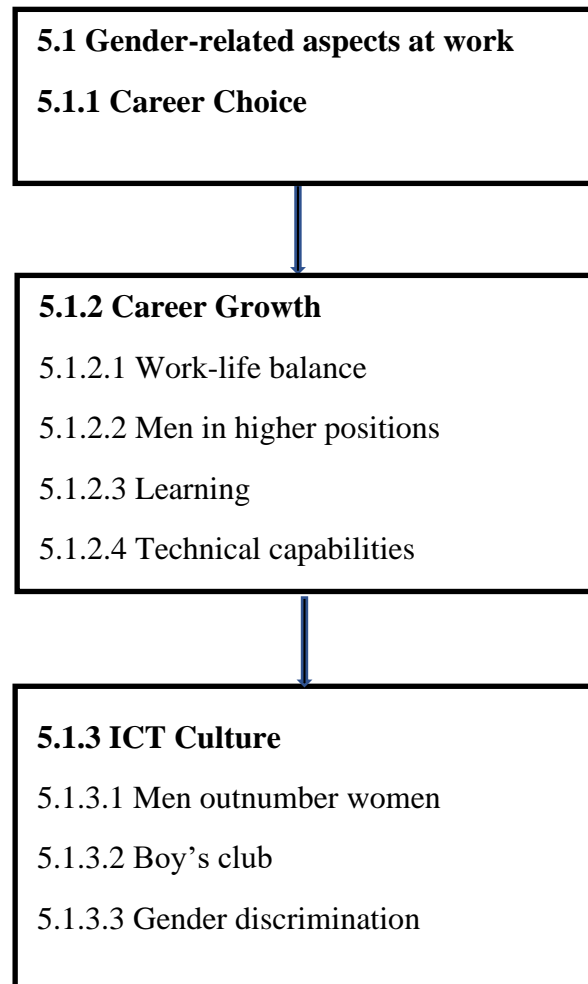 5.1 Gender-related aspects at work
5.1.1 Career Choice
5.1.2 Career Growth
5.1.2.1 Work-life balance
5.1.2.2 Men in higher positions
5.1.2.3 Learning
5.1.2.4 Technical capabilities
5.1.3 ICT Culture
5.1.3.1 Men outnumber women
5.1.3.2 Boy’s club
5.1.3.3 Gender discrimination